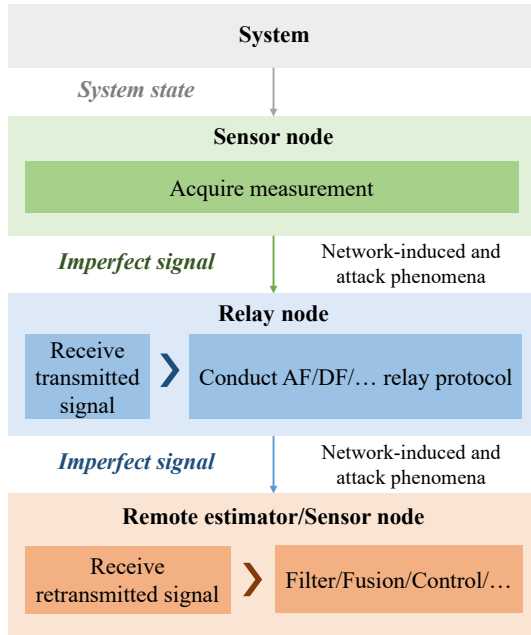 System
System state
Sensor node
Acquire measurement
Imperfect signal
Network-induced and
attack phenomena
Relay node
Receive
transmitted
signal
Conduct AF/DF/… relay protocol
Imperfect signal
Network-induced and
attack phenomena
Remote estimator/Sensor node
Receive
retransmitted signal
Filter/Fusion/Control/…